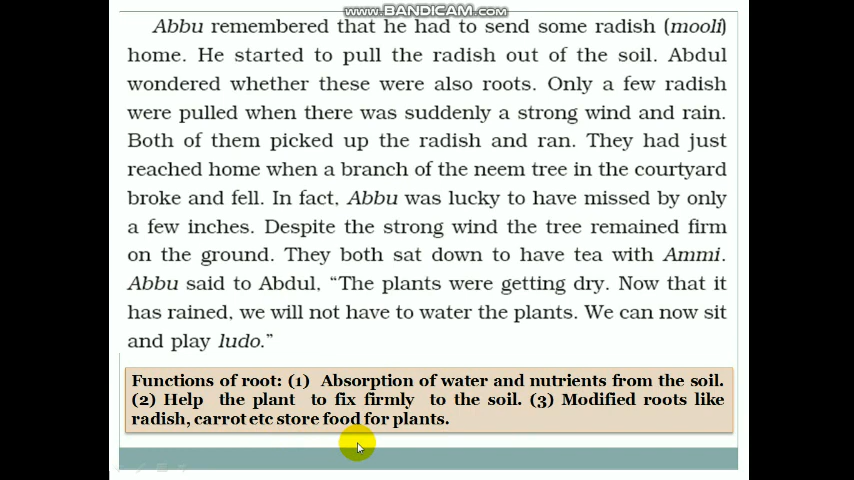 www.BANDICAM.com
Abbu remembered that he had to send some radish (mooli)
home. He started to pull the radish out of the soil. Abdul
wondered whether these were also roots. Only a few radish
were pulled when there was suddenly a strong wind and rain.
Both of them picked up the radish and ran. They had just
reached home when a branch of the neem tree in the courtyard
broke and fell. In fact, Abbu was lucky to have missed by only
a few inches. Despite the strong wind the tree remained firm
on the ground. They both sat down to have tea with Ammi.
Abbu said to Abdul, “The plants were getting dry. Now that it
has rained, we will not have to water the plants. We can now sit
and play ludo.”
Functions of root: (1) Absorption of water and nutrients from the soil.
(2) Help the plant to fix firmly to the soil. (3) Modified roots like
radish, carrot etc store food for plants.